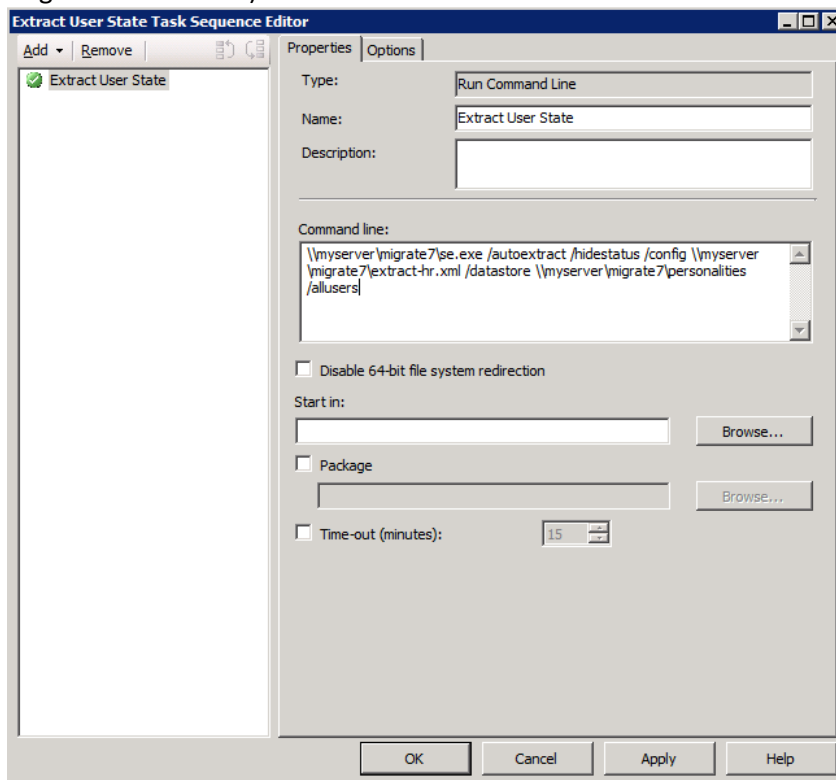 Extract User State Task Sequence Editor
Add Remove
Extract User State
Properties Options
Type: Run Command Line
Name: Extract User State
Description:
Command line:
\\myserver\migrate7\se.exe /autoextract /hidestatus /config \\myserver
\migrate7\extract-hr.xml /datastore \\myserver\migrate7\personalities
/allusers
Disable 64-bit file system redirection
Start in:
Browse...
Package
Browse...
Time-out (minutes): 15
OK Cancel Apply Help